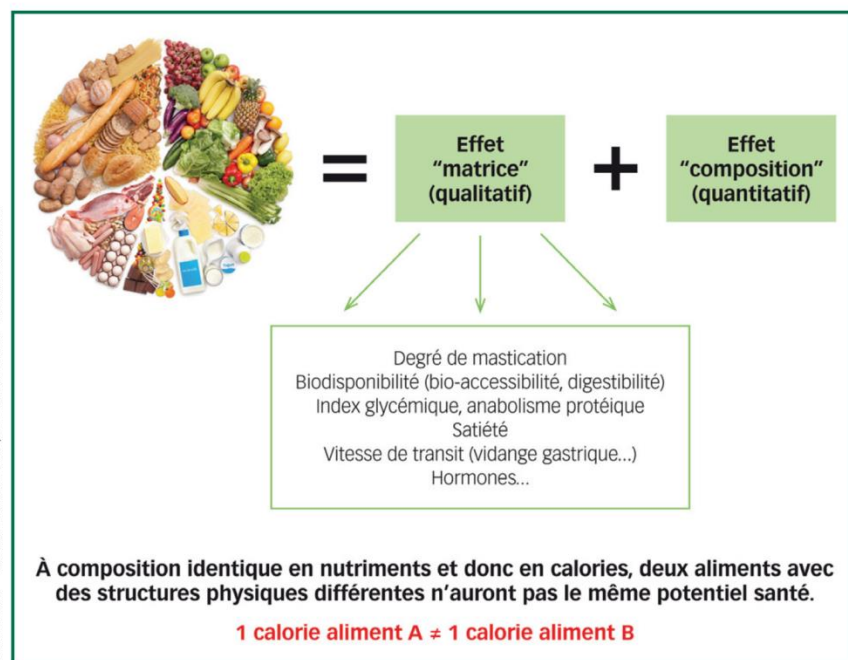 =
Effet
“matrice”
(qualitatif)
+
Effet
“composition”
(quantitatif)
Degré de mastication
Biodisponibilité (bio-accessibilité, digestibilité)
Index glycémique, anabolisme protéique
Satiété
Vitesse de transit (vidange gastrique...)
Hormones...
À composition identique en nutriments et donc en calories, deux aliments avec
des structures physiques différentes n’auront pas le même potentiel santé.
1 calorie aliment A ≠ 1 calorie aliment B